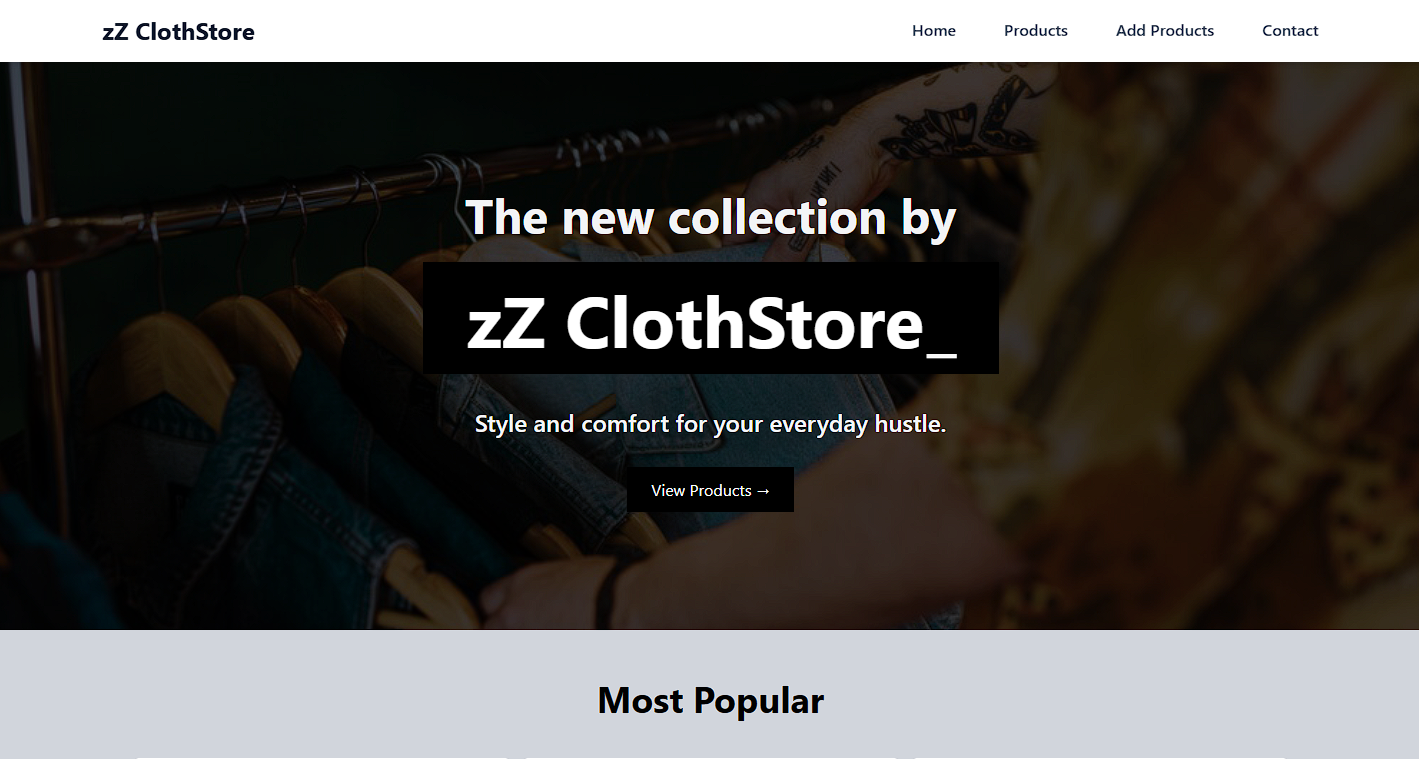 zZ ClothStore
Home Products Add Products Contact
The new collection by
zZ ClothStore_
Style and comfort for your everyday hustle.
View Products →
Most Popular